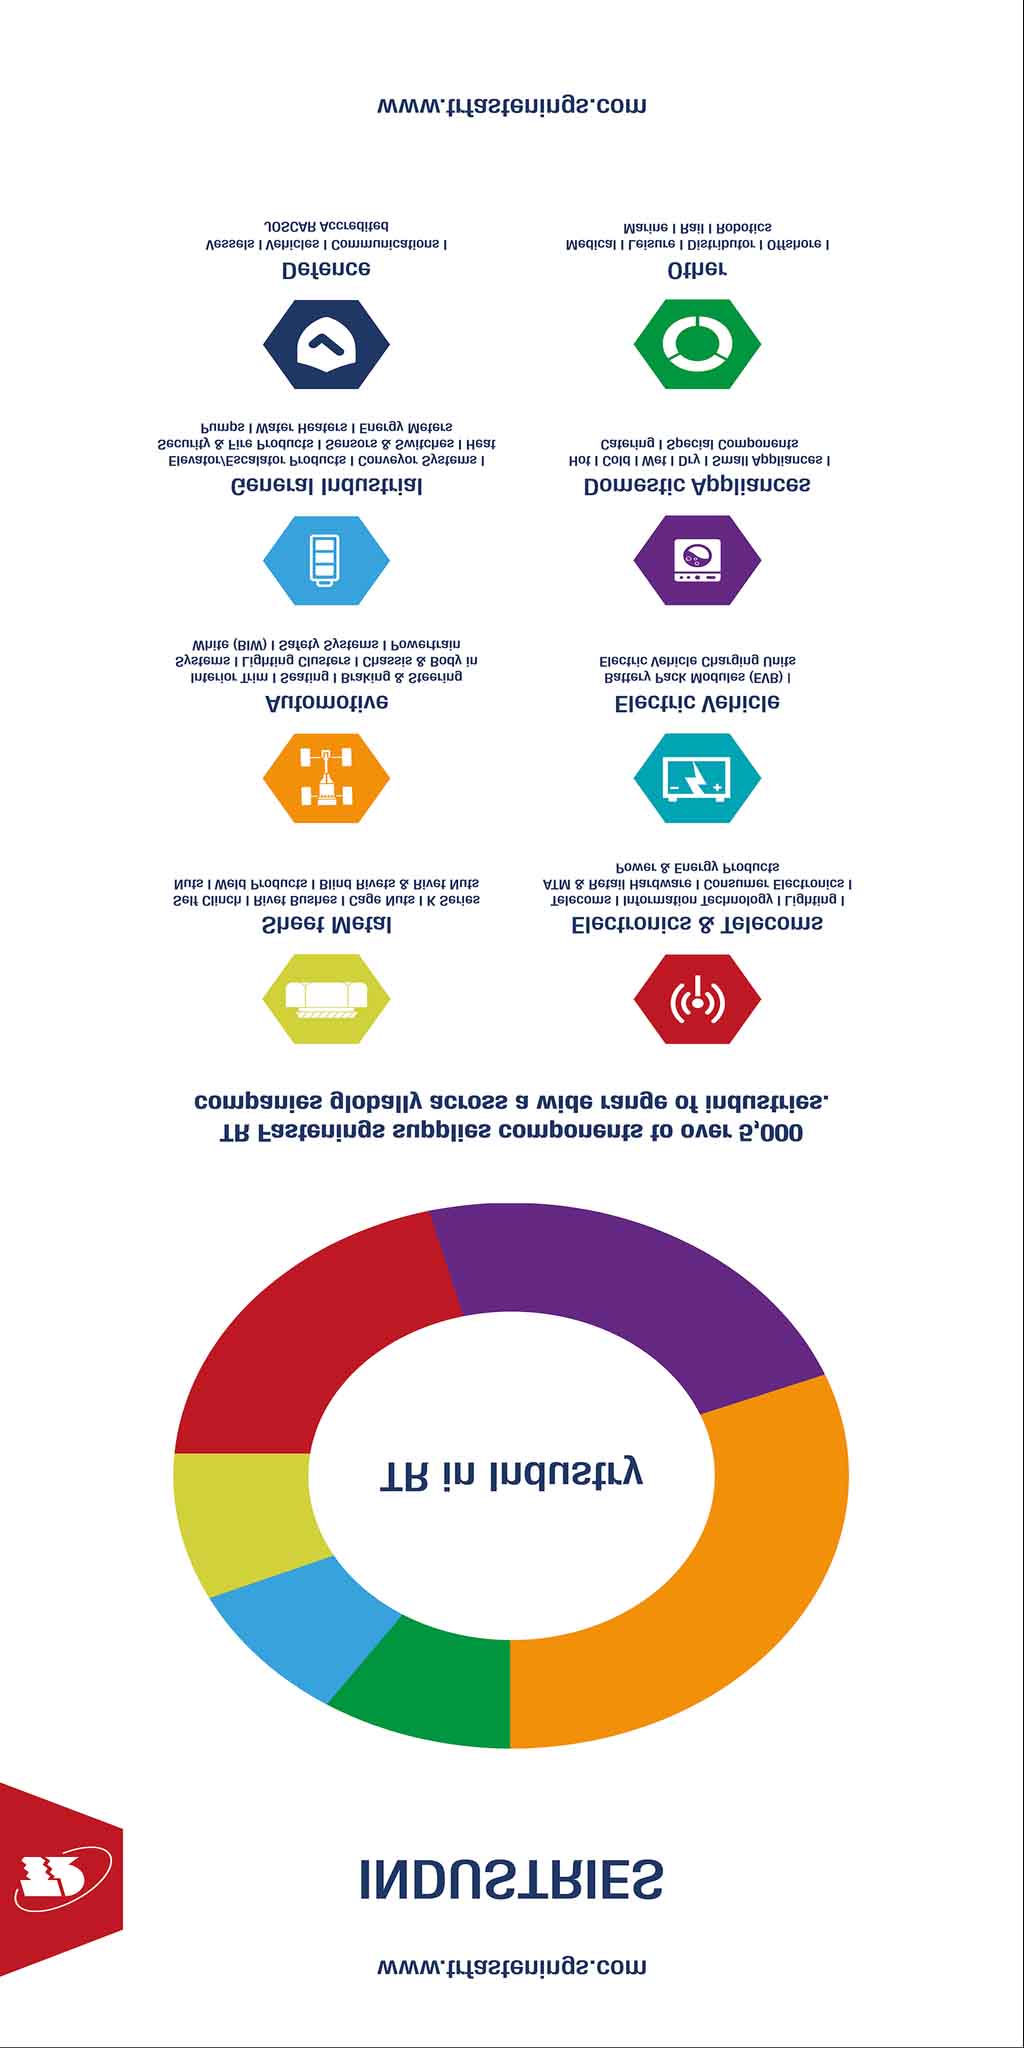 www.trfastenings.com
INDUSTRIES
TR in Industry
TR Fastenings supplies components to over 5,000
companies globally across a wide range of industries.
Sheet Metal
Self Clinch I Rivet Bushes I Cage Nuts I K Series
Nuts I Weld Products I Blind Rivets & Rivet Nuts
Electronics & Telecoms
Telecoms I Information Technology I Lighting I
ATM & Retail Hardware I Consumer Electronics I
Power & Energy Products
Automotive
Interior Trim I Seating I Braking & Steering
Systems I Lighting Clusters I Chassis & Body in
White (BIW) I Safety Systems I Powertrain
Electric Vehicle
Battery Pack Modules (EVB) I
Electric Vehicle Charging Units
General Industrial
Elevator/Escalator Products I Conveyor Systems I
Security & Fire Products I Sensors & Switches I Heat
Pumps I Water Heaters I Energy Meters
Domestic Appliances
Hot I Cold I Wet I Dry I Small Appliances I
Catering I Special Components
Defence
Vessels I Vehicles I Communications I
JOSCAR Accredited
Other
Medical I Leisure I Distributor I Offshore I
Marine I Rail I Robotics
www.trfastenings.com